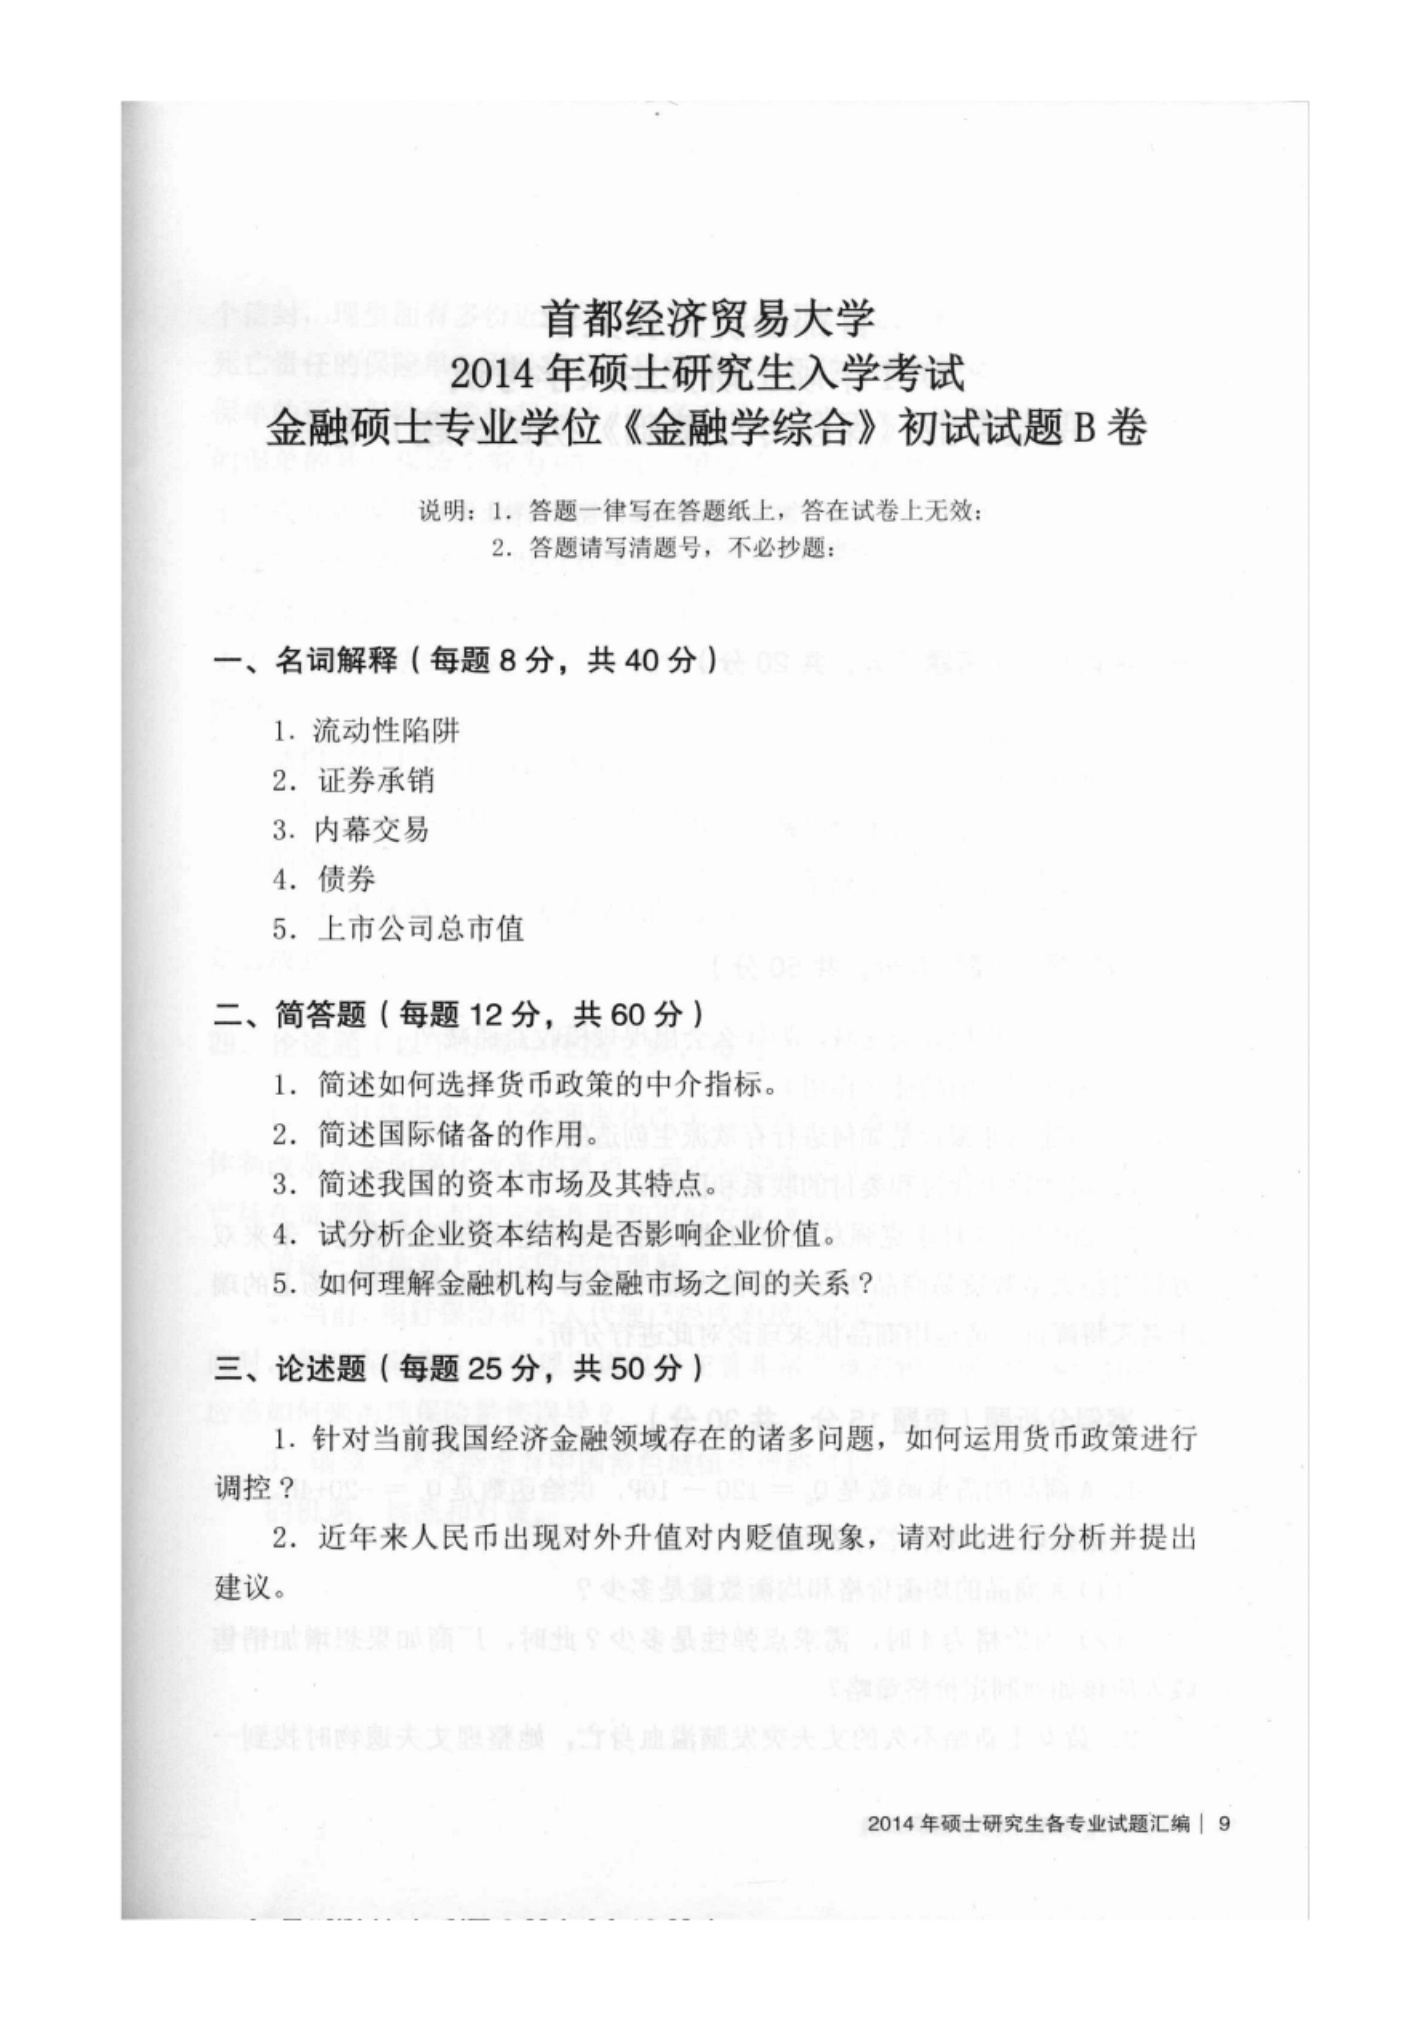 首都经济贸易大学
2014年硕士研究生入学考试
金融硕士专业学位《金融学综合》初试试题B卷
说明：1．答题一律写在答题纸上，答在试卷上无效；
2．答题请写清题号，不必抄题；
一、名词解释（每题8分，共40分）
1．流动性陷阱
2．证券承销
3．内幕交易
4．债券
5．上市公司总市值
二、简答题（每题12分，共60分）
1．简述如何选择货币政策的中介指标。
2．简述国际储备的作用。
3．简述我国的资本市场及其特点。
4．试分析企业资本结构是否影响企业价值。
5．如何理解金融机构与金融市场之间的关系？
三、论述题（每题25分，共50分）
1．针对当前我国经济金融领域存在的诸多问题，如何运用货币政策进行
调控？
2．近年来人民币出现对外升值对内贬值现象，请对此进行分析并提出
建议。
2014年硕士研究生各专业试题汇编｜9